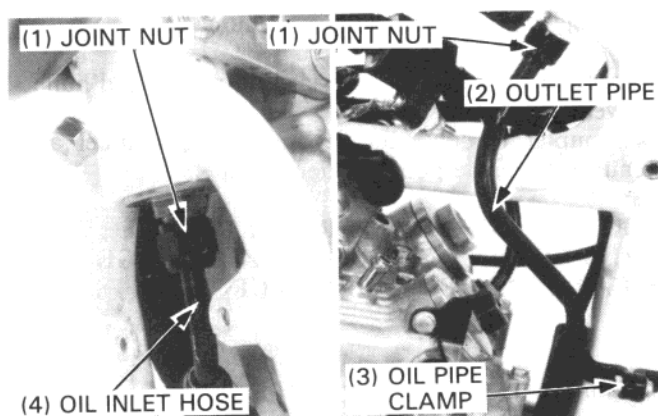 (1) JOINT NUT
(4) OIL INLET HOSE
(1) JOINT NUT
(2) OUTLET PIPE
(3) OIL PIPE
CLAMP